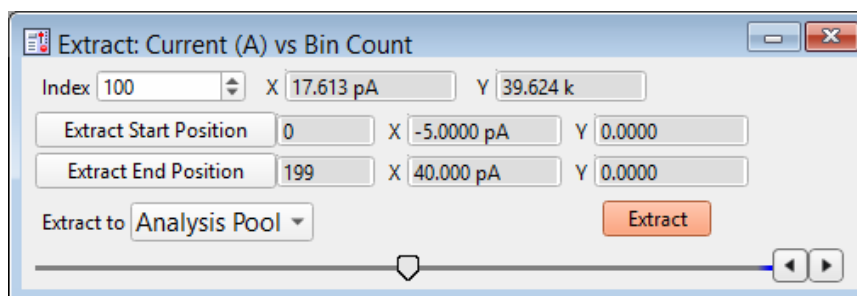 Extract: Current (A) vs Bin Count
Index 100 X 17.613 pA Y 39.624 k
Extract Start Position 0 X -5.0000 pA Y 0.0000
Extract End Position 199 X 40.000 pA Y 0.0000
Extract to Analysis Pool Extract